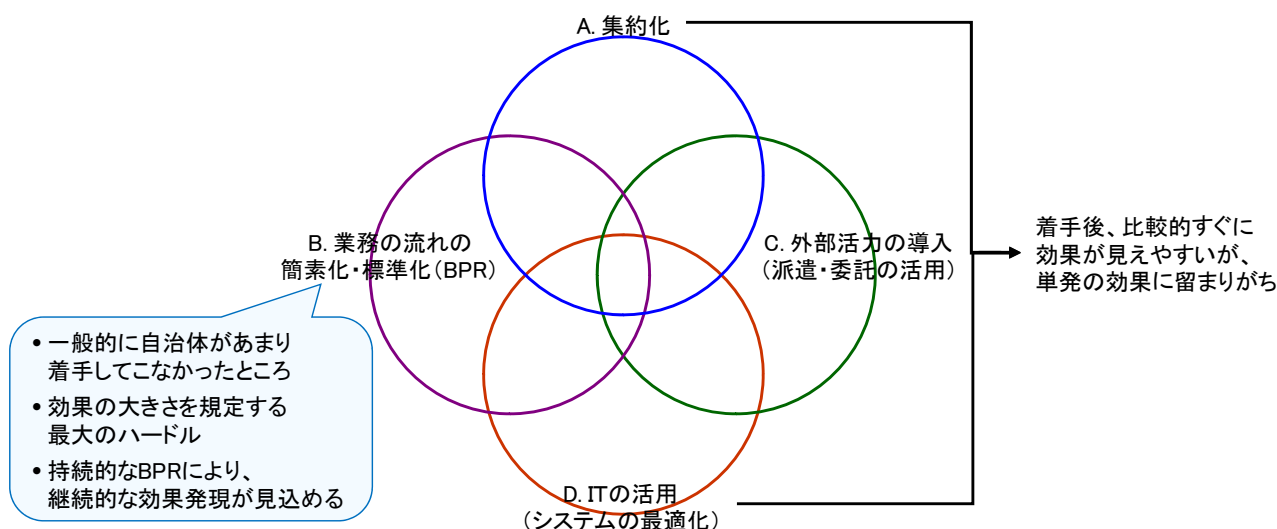 A. 集約化
B. 業務の流れの
簡素化・標準化（BPR）
C. 外部活力の導入
（派遣・委託の活用）
着手後、比較的すぐに
効果が見えやすいが、
単発の効果に留まりがち
• 一般的に自治体があまり
着手してこなかったところ
• 効果の大きさを規定する
最大のハードル
• 持続的なBPRにより、
継続的な効果発現が見込める
D. ITの活用
（システムの最適化）